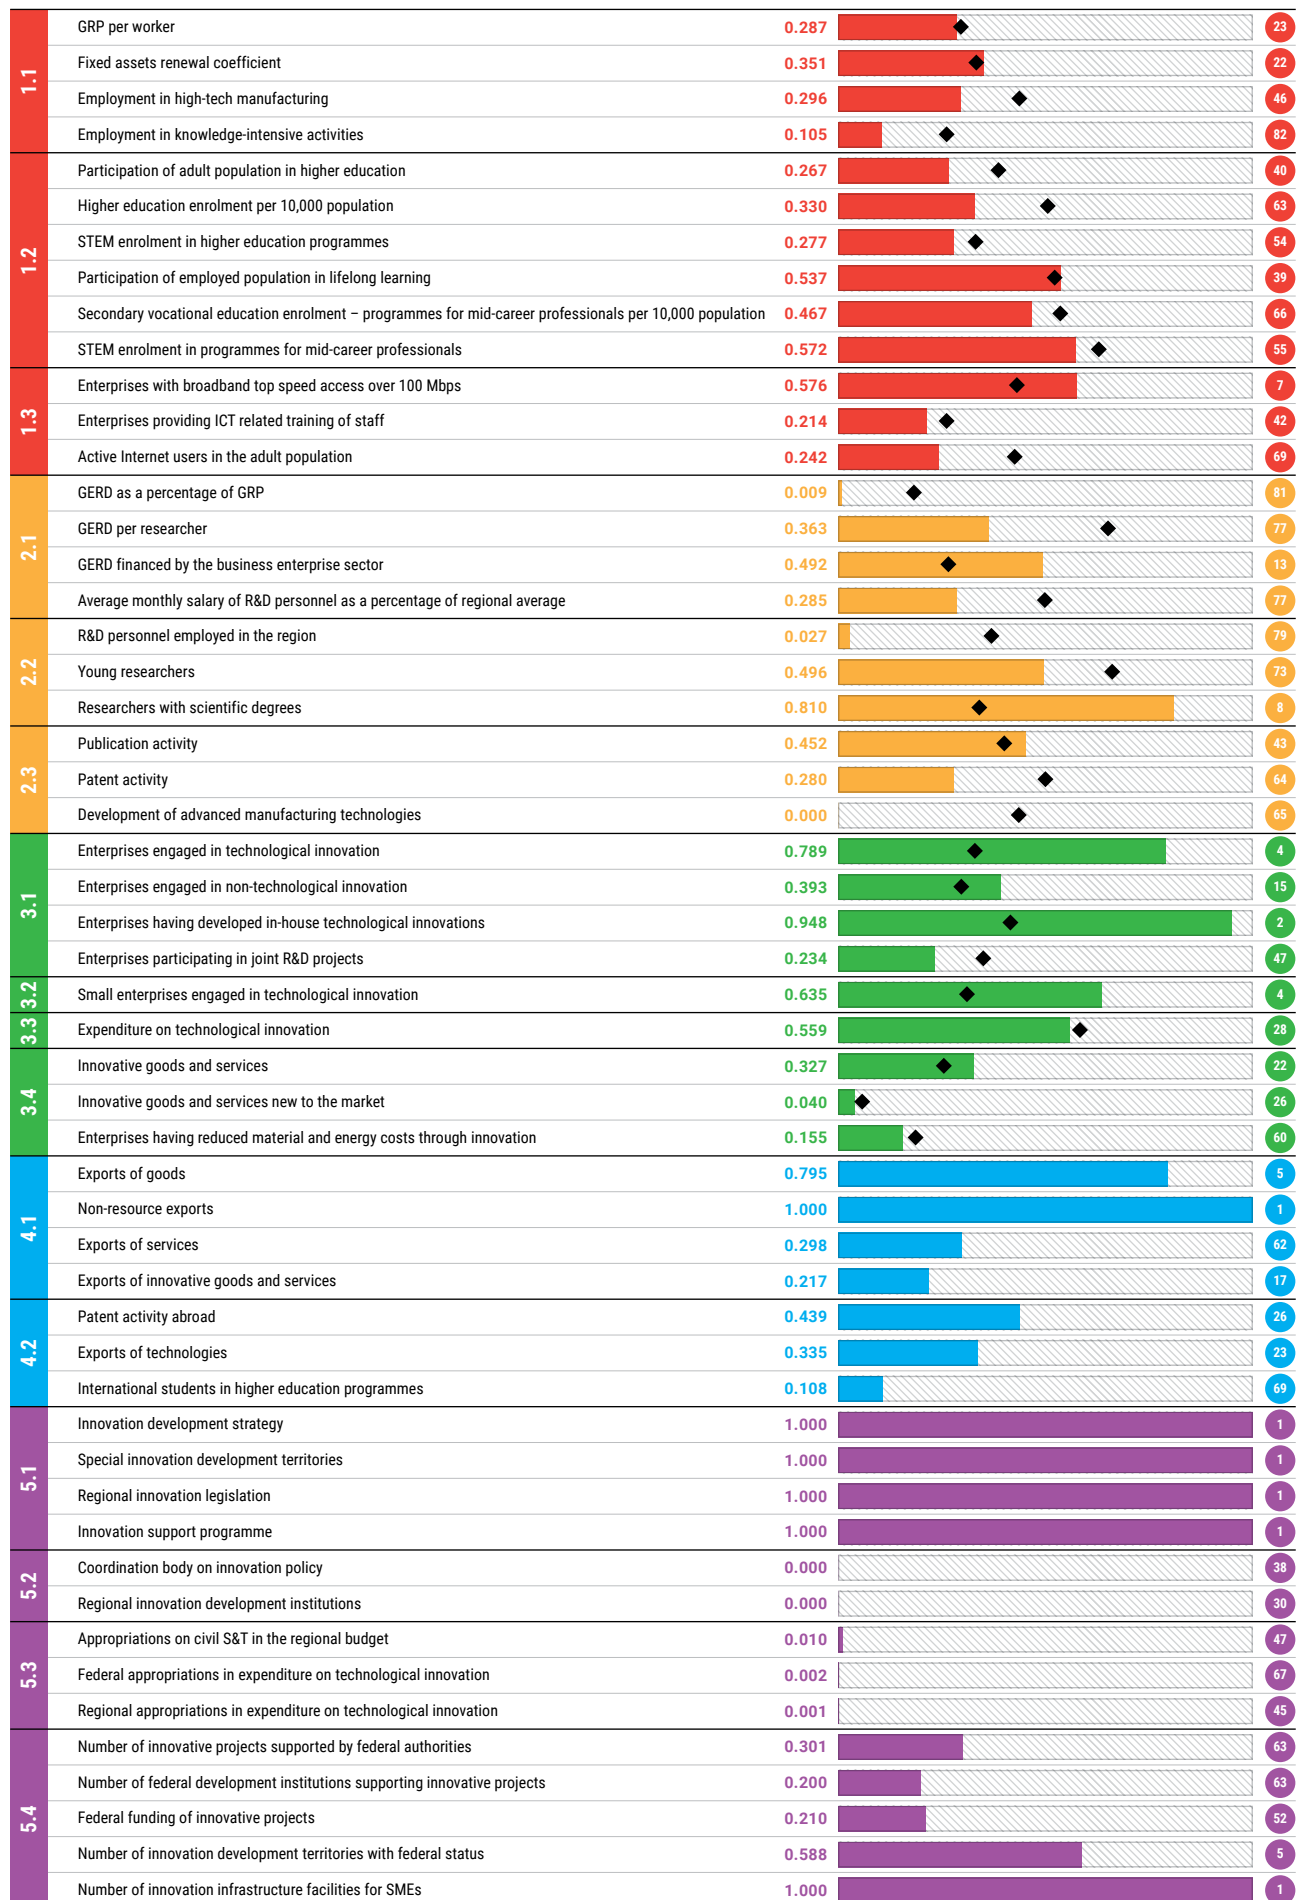 1.1
GRP per worker 0.287 23
Fixed assets renewal coefficient 0.351 22
Employment in high-tech manufacturing 0.296 46
Employment in knowledge-intensive activities 0.105 82
1.2
Participation of adult population in higher education 0.267 40
Higher education enrolment per 10,000 population 0.330 63
STEM enrolment in higher education programmes 0.277 54
Participation of employed population in lifelong learning 0.537 39
Secondary vocational education enrolment – programmes for mid-career professionals per 10,000 population 0.467 66
STEM enrolment in programmes for mid-career professionals 0.572 55
1.3
Enterprises with broadband top speed access over 100 Mbps 0.576 7
Enterprises providing ICT related training of staff 0.214 42
Active Internet users in the adult population 0.242 69
2.1
GERD as a percentage of GRP 0.009 81
GERD per researcher 0.363 77
GERD financed by the business enterprise sector 0.492 13
Average monthly salary of R&D personnel as a percentage of regional average 0.285 77
2.2
R&D personnel employed in the region 0.027 79
Young researchers 0.496 73
Researchers with scientific degrees 0.810 8
2.3
Publication activity 0.452 43
Patent activity 0.280 64
Development of advanced manufacturing technologies 0.000 65
3.1
Enterprises engaged in technological innovation 0.789 4
Enterprises engaged in non-technological innovation 0.393 15
Enterprises having developed in-house technological innovations 0.948 2
Enterprises participating in joint R&D projects 0.234 47
3.2
Small enterprises engaged in technological innovation 0.635 4
3.3
Expenditure on technological innovation 0.559 28
3.4
Innovative goods and services 0.327 22
Innovative goods and services new to the market 0.040 26
Enterprises having reduced material and energy costs through innovation 0.155 60
4.1
Exports of goods 0.795 5
Non-resource exports 1.000 1
Exports of services 0.298 62
Exports of innovative goods and services 0.217 17
4.2
Patent activity abroad 0.439 26
Exports of technologies 0.335 23
International students in higher education programmes 0.108 69
5.1
Innovation development strategy 1.000 1
Special innovation development territories 1.000 1
Regional innovation legislation 1.000 1
Innovation support programme 1.000 1
5.2
Coordination body on innovation policy 0.000 38
Regional innovation development institutions 0.000 30
5.3
Appropriations on civil S&T in the regional budget 0.010 47
Federal appropriations in expenditure on technological innovation 0.002 67
Regional appropriations in expenditure on technological innovation 0.001 45
5.4
Number of innovative projects supported by federal authorities 0.301 63
Number of federal development institutions supporting innovative projects 0.200 63
Federal funding of innovative projects 0.210 52
Number of innovation development territories with federal status 0.588 5
Number of innovation infrastructure facilities for SMEs 1.000 1